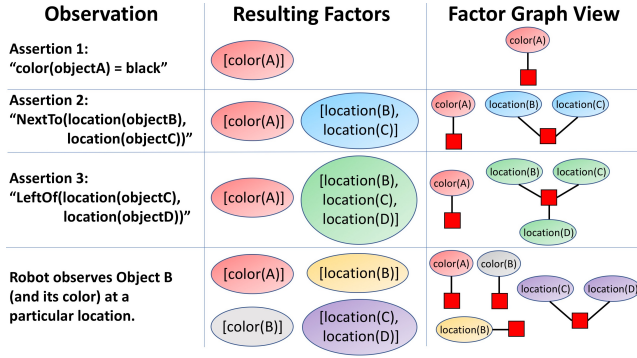 Observation
Resulting Factors
Factor Graph View
Assertion 1:
“color(objectA) = black”
[color(A)]
color(A)
Assertion 2:
“NextTo(location(objectB),
location(objectC))”
[color(A)]
[location(B),
location(C)]
color(A)
location(B)
location(C)
Assertion 3:
“LeftOf(location(objectC),
location(objectD))”
[color(A)]
[location(B),
location(C),
location(D)]
color(A)
location(B)
location(C)
location(D)
Robot observes Object B
(and its color) at a
particular location.
[color(A)]
[location(B)]
[color(B)]
[location(C),
location(D)]
color(A)
color(B)
location(C)
location(D)
location(B)